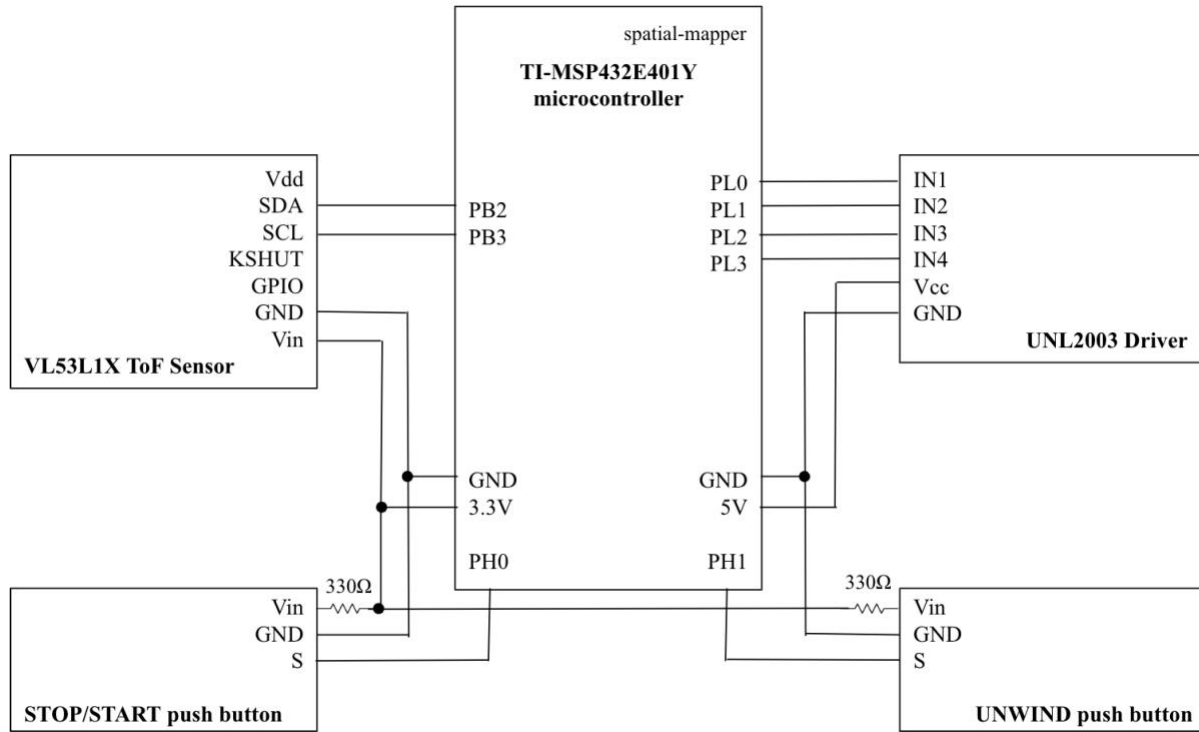 spatial-mapper
TI-MSP432E401Y
microcontroller
Vdd
SDA
SCL
KSHUT
GPIO
GND
Vin
VL53L1X ToF Sensor
PB2
PB3
PL0
PL1
PL2
PL3
IN1
IN2
IN3
IN4
Vcc
GND
UNL2003 Driver
GND
3.3V
PH0
GND
5V
PH1
330Ω
Vin
GND
S
STOP/START push button
330Ω
Vin
GND
S
UNWIND push button